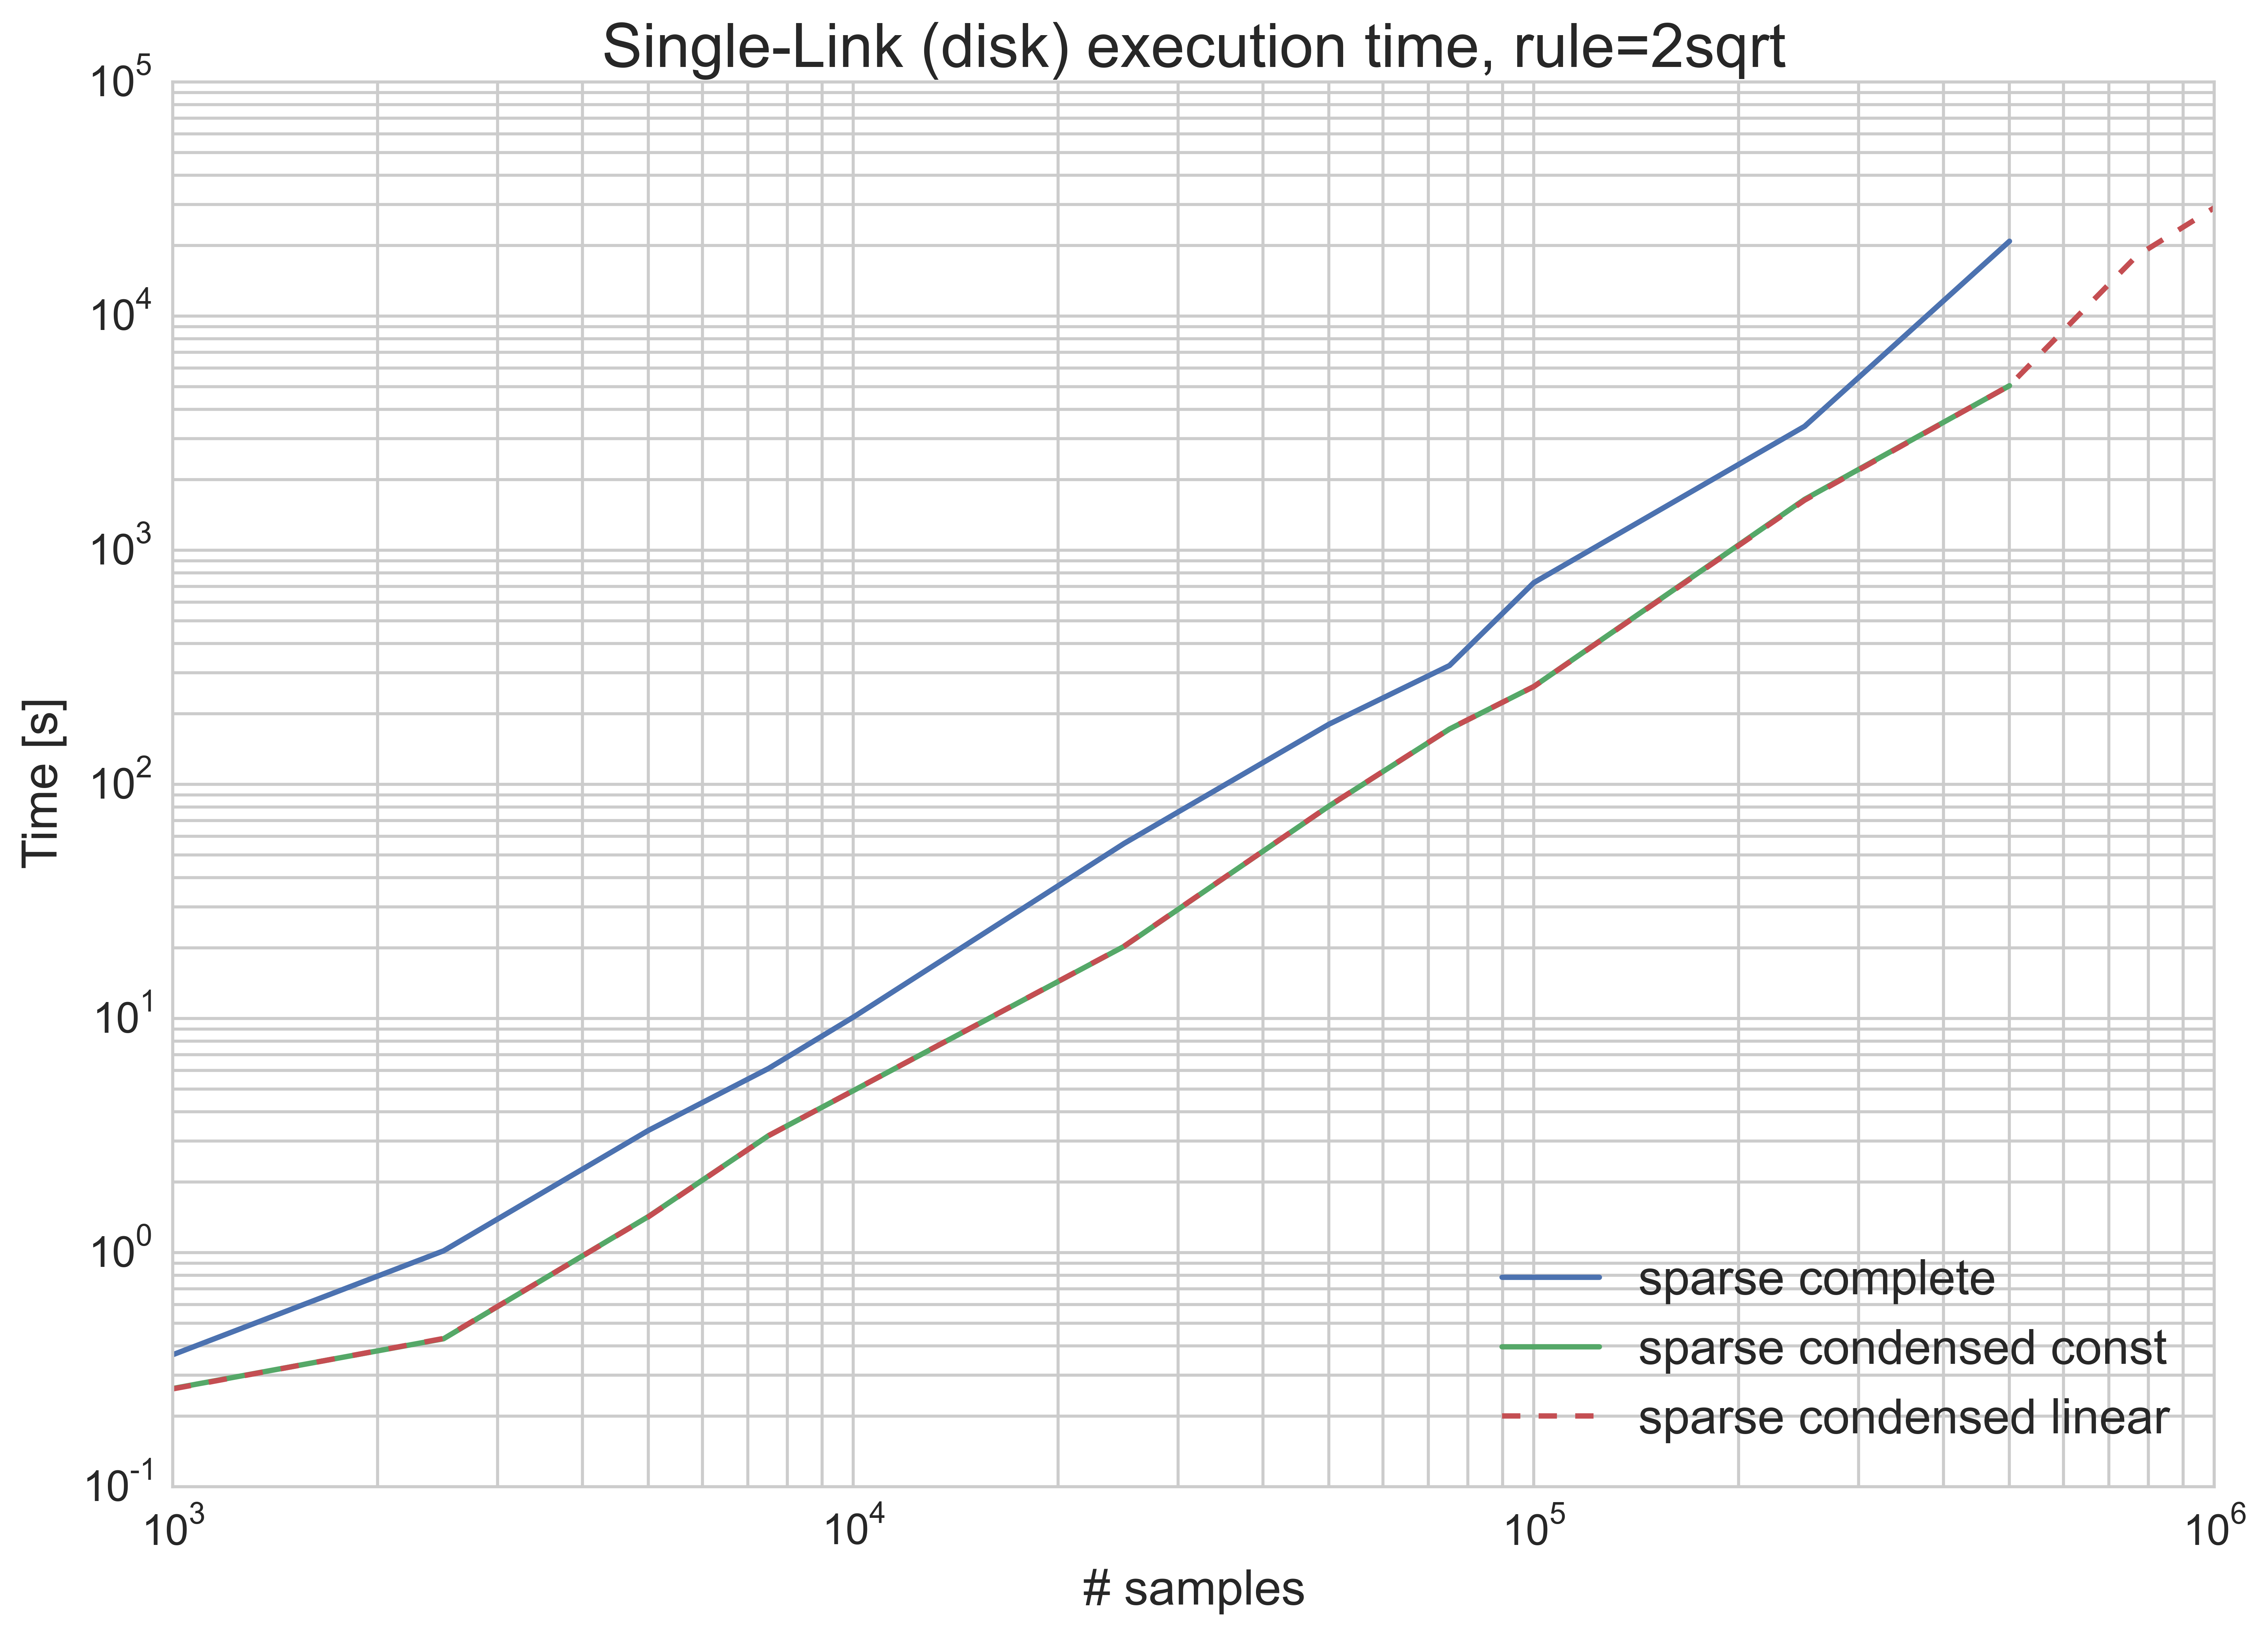 Single-Link (disk) execution time, rule=2sqrt
10^5
10^4
10^3
10^2
10^1
10^0
10^-1
Time [s]
sparse complete
sparse condensed const
sparse condensed linear
10^3 10^4 10^5 10^6
# samples